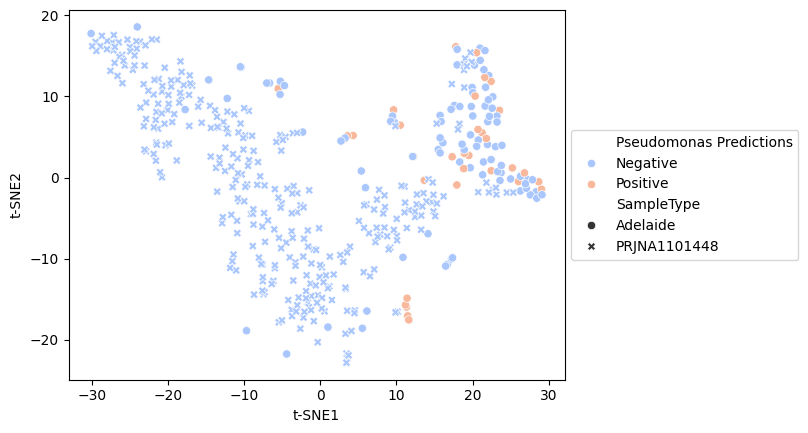 20
10
0
−10
−20
t-SNE2
−30
−20
−10
0
10
20
30
t-SNE1
Pseudomonas Predictions
Negative
Positive
SampleType
Adelaide
PRJNA1101448